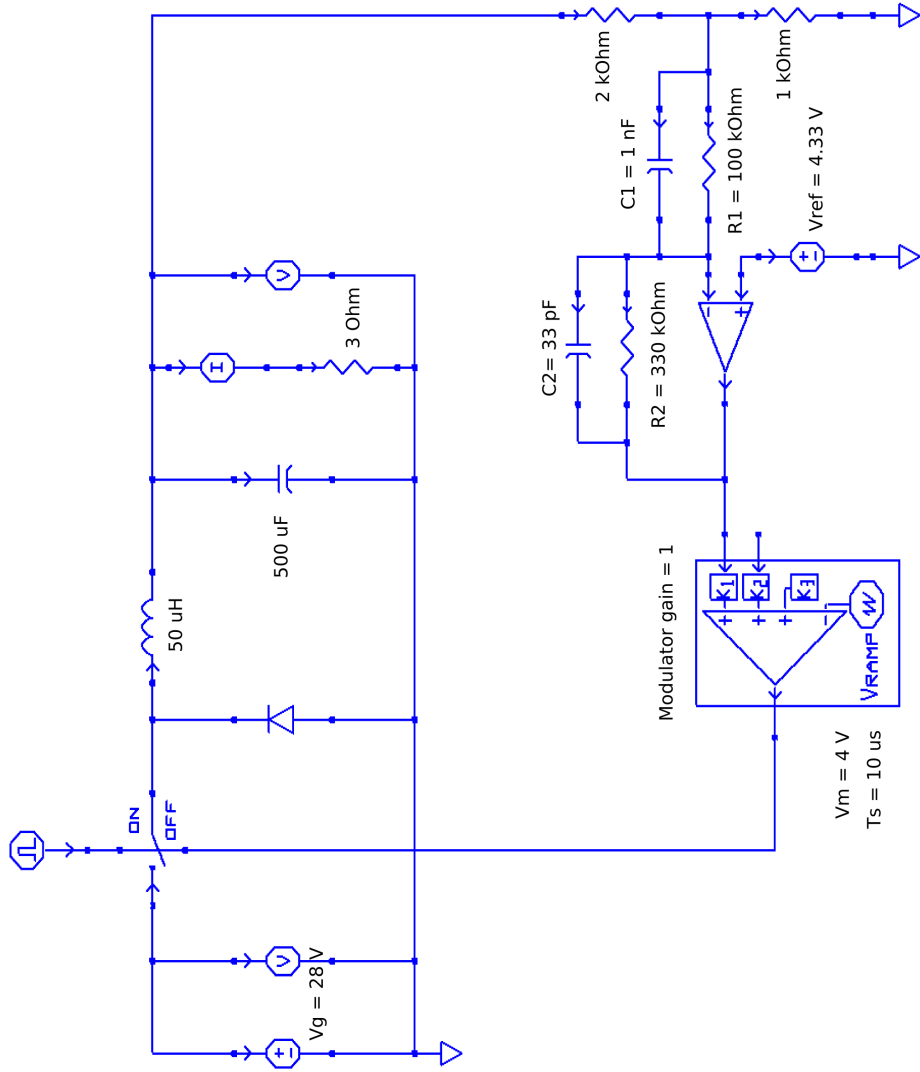 ON
OFF
50 uH
500 uF
3 Ohm
V
I
2 kOhm
1 kOhm
C1 = 1 nF
R1 = 100 kOhm
Vref = 4.33 V
C2= 33 pF
R2 = 330 kOhm
V
Vg = 28 V
Modulator gain = 1
K1
K2
K3
VRAMP
Vm = 4 V
Ts = 10 us